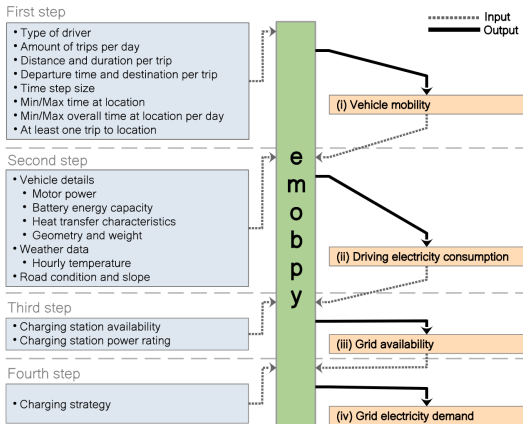 First step
• Type of driver
• Amount of trips per day
• Distance and duration per trip
• Departure time and destination per trip
• Time step size
• Min/Max time at location
• Min/Max overall time at location per day
• At least one trip to location
Input
Output
(i) Vehicle mobility
Second step
• Vehicle details
• Motor power
• Battery energy capacity
• Heat transfer characteristics
• Geometry and weight
• Weather data
• Hourly temperature
• Road condition and slope
emobpy
(ii) Driving electricity consumption
Third step
• Charging station availability
• Charging station power rating
(iii) Grid availability
Fourth step
• Charging strategy
(iv) Grid electricity demand